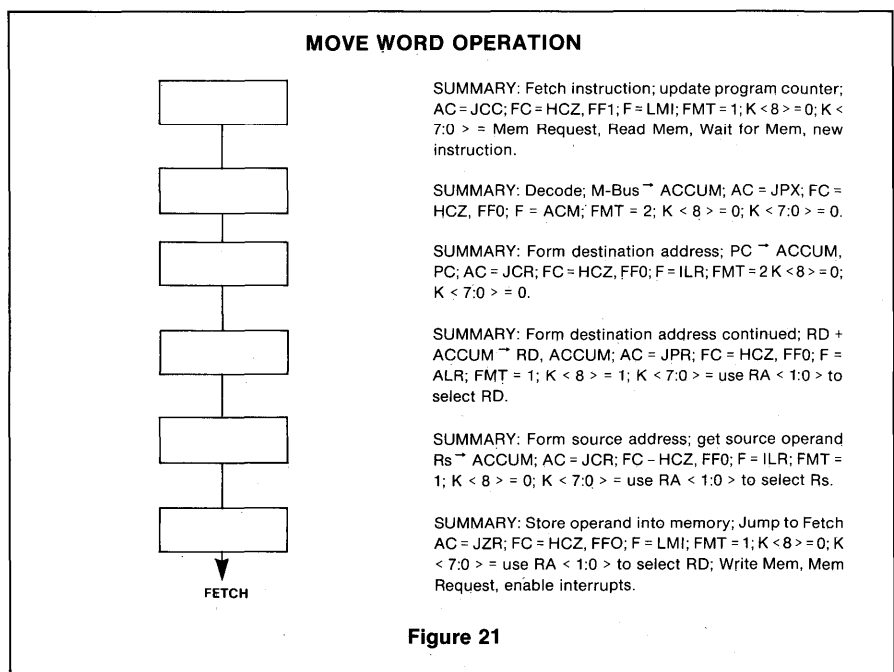 MOVE WORD OPERATION
SUMMARY: Fetch instruction; update program counter;
AC = JCC; FC = HCZ, FF1; F = LMI; FMT = 1; K < 8 > = 0; K <
7:0 > = Mem Request, Read Mem, Wait for Mem, new
instruction.
SUMMARY: Decode; M-Bus → ACCUM; AC = JPX; FC =
HCZ, FF0; F = ACM; FMT = 2; K < 8 > = 0; K < 7:0 > = 0.
SUMMARY: Form destination address; PC → ACCUM,
PC; AC = JCR; FC = HCZ, FF0; F = ILR; FMT = 2 K < 8 > = 0;
K < 7:0 > = 0.
SUMMARY: Form destination address continued; RD +
ACCUM → RD, ACCUM; AC = JPR; FC = HCZ, FF0; F =
ALR; FMT = 1; K < 8 > = 1; K < 7:0 > = use RA < 1:0 > to
select RD.
SUMMARY: Form source address; get source operand
Rs → ACCUM; AC = JCR; FC – HCZ, FF0; F = ILR; FMT =
1; K < 8 > = 0; K < 7:0 > = use RA < 1:0 > to select Rs.
SUMMARY: Store operand into memory; Jump to Fetch
AC = JZR; FC = HCZ, FFO; F = LMI; FMT = 1; K < 8 > = 0; K
< 7:0 > = use RA < 1:0 > to select RD; Write Mem, Mem
Request, enable interrupts.
FETCH
Figure 21